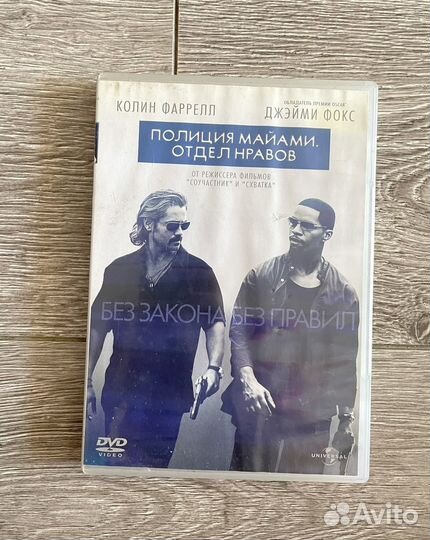 КОЛИН ФАРРЕЛЛ
ОБЛАДАТЕЛЬ ПРЕМИИ OSCAR
ДЖЭЙМИ ФОКС
ПОЛИЦИЯ МАЙАМИ.
ОТДЕЛ НРАВОВ
ОТ РЕЖИССЕРА ФИЛЬМОВ
"СОУЧАСТНИК" И "СХВАТКА"
БЕЗ ЗАКОНА. БЕЗ ПРАВИЛ
DVD
VIDEO
UNIVERSAL
Avito